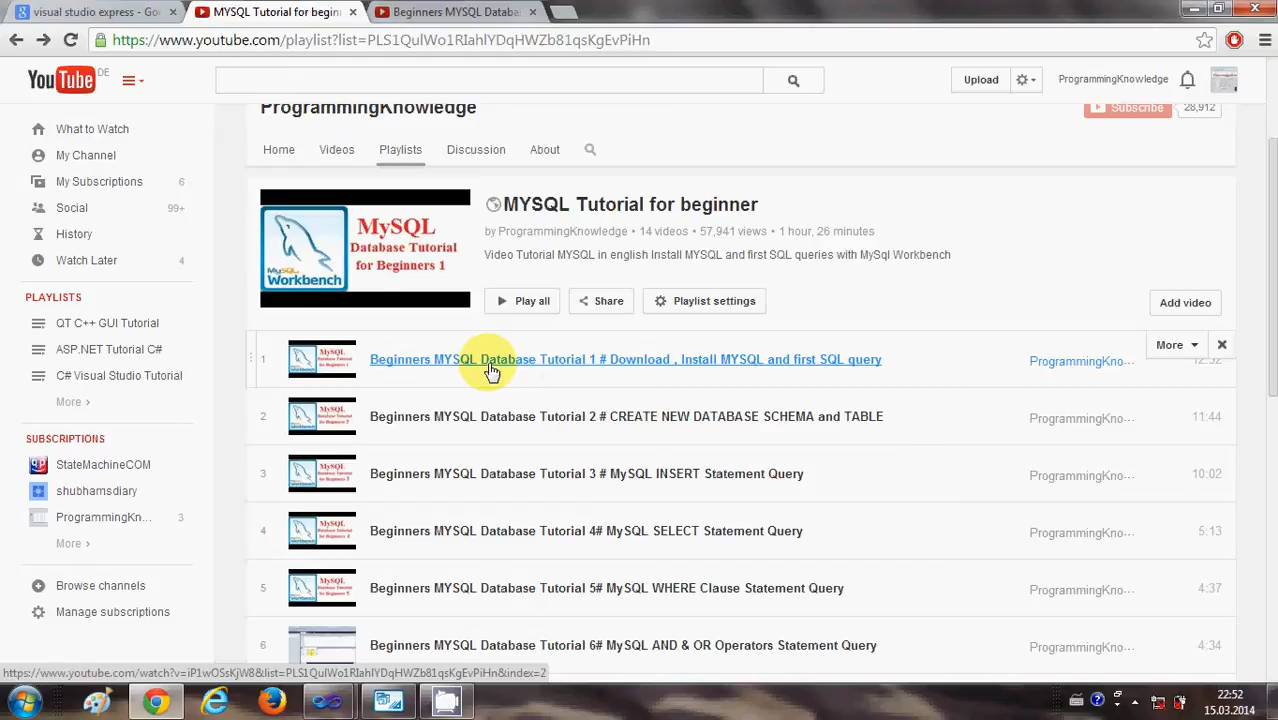 visual studio express - Goo
MYSQL Tutorial for beginn
Beginners MYSQL Databa
https://www.youtube.com/playlist?list=PLS1QulWo1RIahlYDqHWZb81qsKgEvPiHn
YouTube DE
Upload
ProgrammingKnowledge
ProgrammingKnowledge
Subscribe 28,912
What to Watch
My Channel
My Subscriptions 6
Social 99+
History
Watch Later 4
PLAYLISTS
QT C++ GUI Tutorial
ASP.NET Tutorial C#
C# Visual Studio Tutorial
More >
SUBSCRIPTIONS
StateMachineCOM
shubhamsdiary
ProgrammingKn... 3
More >
Browse channels
Manage subscriptions
Home Videos Playlists Discussion About
MySQL
Database Tutorial
for Beginners 1
MySQL
Workbench
MYSQL Tutorial for beginner
by ProgrammingKnowledge • 14 videos • 57,941 views • 1 hour, 26 minutes
Video Tutorial MYSQL in english Install MYSQL and first SQL queries with MySql Workbench
Play all Share Playlist settings
Add video
1 Beginners MYSQL Database Tutorial 1 # Download , Install MYSQL and first SQL query ProgrammingKno... 12:52
More
2 Beginners MYSQL Database Tutorial 2 # CREATE NEW DATABASE SCHEMA and TABLE ProgrammingKno... 11:44
3 Beginners MYSQL Database Tutorial 3 # MySQL INSERT Statement Query ProgrammingKno... 10:02
4 Beginners MYSQL Database Tutorial 4# MySQL SELECT Statement Query ProgrammingKno... 5:13
5 Beginners MYSQL Database Tutorial 5# MySQL WHERE Clause Statement Query ProgrammingKno... 4:37
6 Beginners MYSQL Database Tutorial 6# MySQL AND & OR Operators Statement Query ProgrammingKno... 4:34
https://www.youtube.com/watch?v=iP1wOSsKjW8&list=PLS1QulWo1RIahlYDqHWZb81qsKgEvPiHn&index=2
22:52
15.03.2014